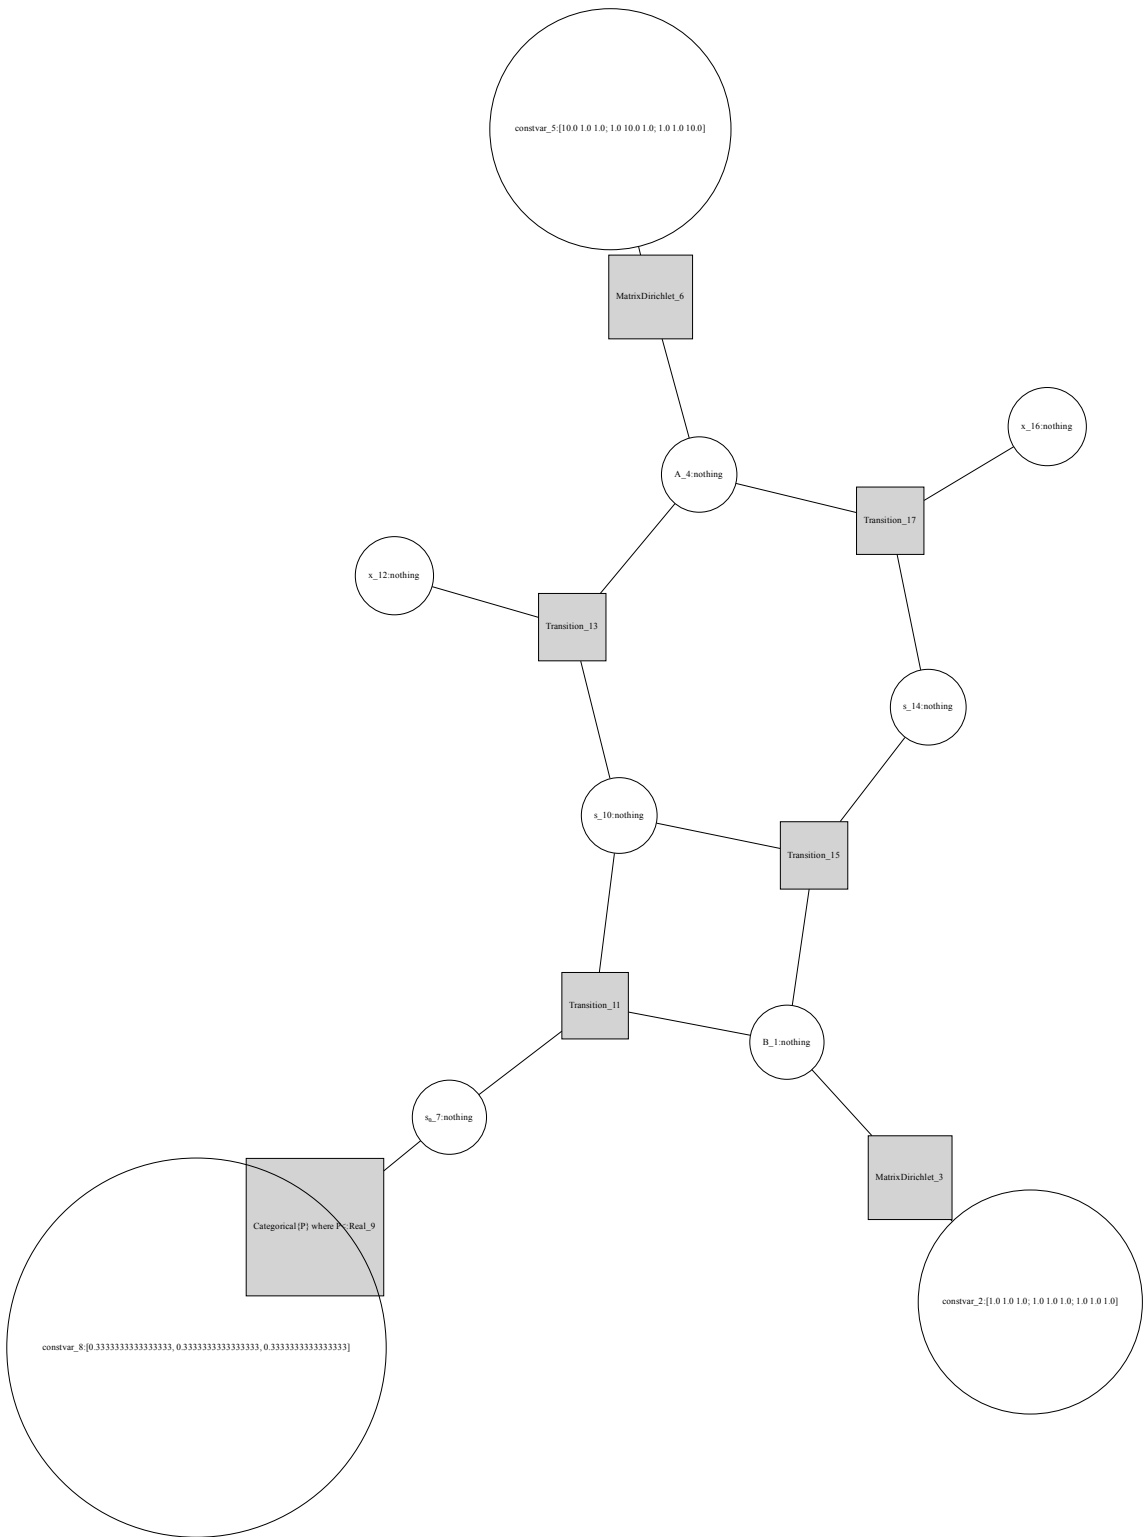 constvar_5:[10.0 1.0 1.0; 1.0 10.0 1.0; 1.0 1.0 10.0]
MatrixDirichlet_6
x_16:nothing
A_4:nothing
Transition_17
x_12:nothing
Transition_13
s_14:nothing
s_10:nothing
Transition_15
Transition_11
B_1:nothing
s₀_7:nothing
MatrixDirichlet_3
Categorical{P} where P<:Real_9
constvar_2:[1.0 1.0 1.0; 1.0 1.0 1.0; 1.0 1.0 1.0]
constvar_8:[0.3333333333333333, 0.3333333333333333, 0.3333333333333333]